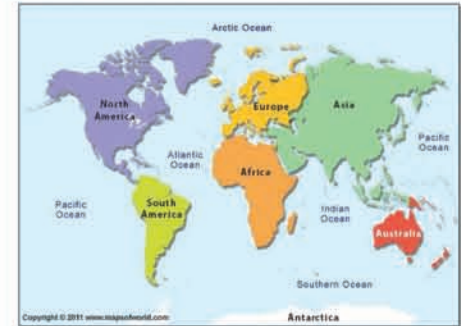 Arctic Ocean
North
America
Europe
Asia
Pacific
Ocean
Atlantic
Ocean
Africa
Pacific
Ocean
South
America
Indian
Ocean
Australia
Southern Ocean
Copyright © 2011 www.mapsofworld.com
Antarctica